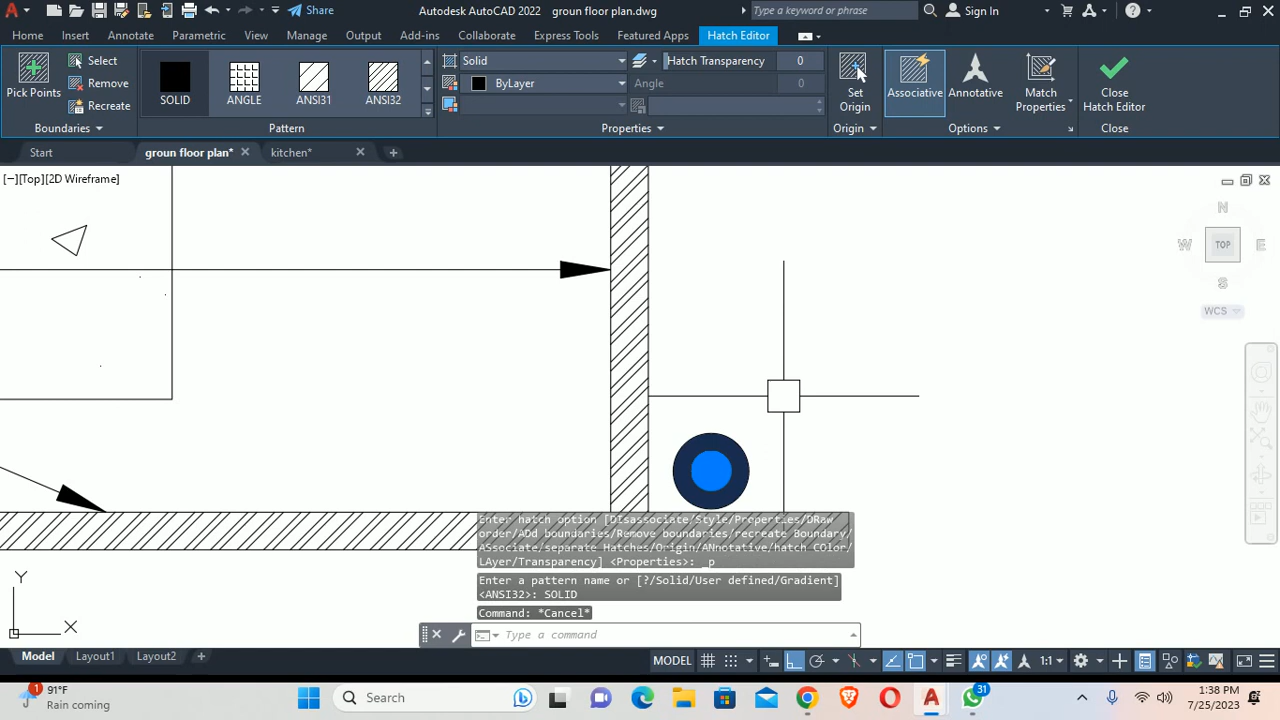 Share
Autodesk AutoCAD 2022 groun floor plan.dwg
Type a keyword or phrase
Sign In
Home Insert Annotate Parametric View Manage Output Add-ins Collaborate Express Tools Featured Apps Hatch Editor
Pick Points
Select
Remove
Recreate
Boundaries
SOLID
ANGLE
ANSI31
ANSI32
Pattern
Solid
ByLayer
Hatch Transparency 0
Angle 0
Properties
Set
Origin
Origin
Associative
Annotative
Match
Properties
Options
Close
Hatch Editor
Close
Start
groun floor plan*
kitchen*
[−][Top][2D Wireframe]
N
W TOP E
S
WCS
Enter hatch option [DIsassociate/Style/Properties/DRaw
order/ADd boundaries/Remove boundaries/recreate Boundary/
ASsociate/separate Hatches/Origin/ANnotative/hatch COlor/
LAyer/Transparency] <Properties>: _p
Enter a pattern name or [?/Solid/User defined/Gradient]
<ANSI32>: SOLID
Command: *Cancel*
Type a command
Y
X
Model Layout1 Layout2
MODEL
1:1
1
91°F
Rain coming
Search
31
1:38 PM
7/25/2023